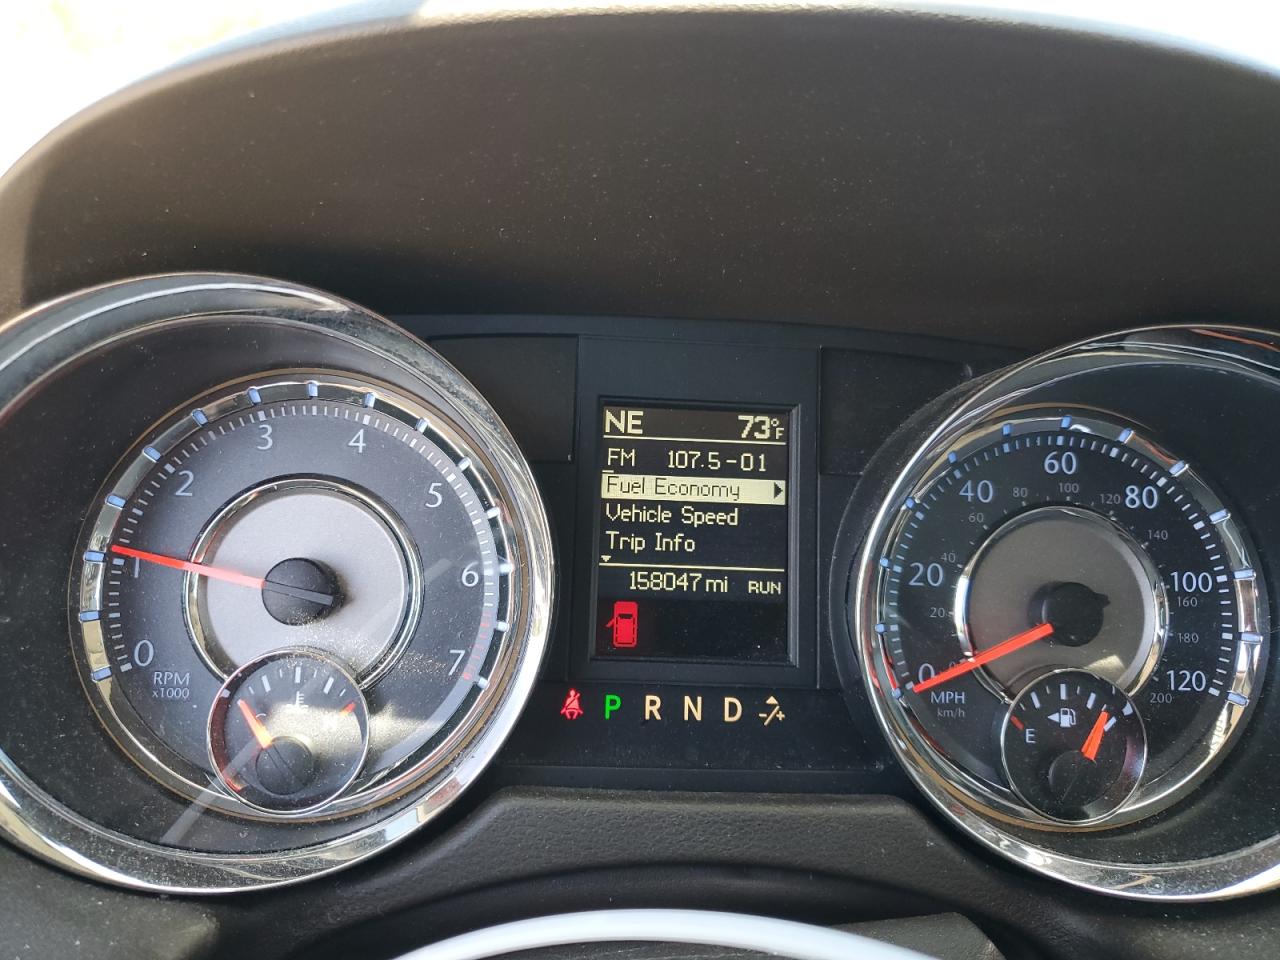 0
1
2
3
4
5
6
7
RPM
x1000
C
H
NE 73°F
FM 107.5-01
Fuel Economy
Vehicle Speed
Trip Info
158047 mi RUN
P R N D
0
20
40
60
80
100
120
MPH
km/h
0
20
40
60
80
100
120
140
160
180
200
E